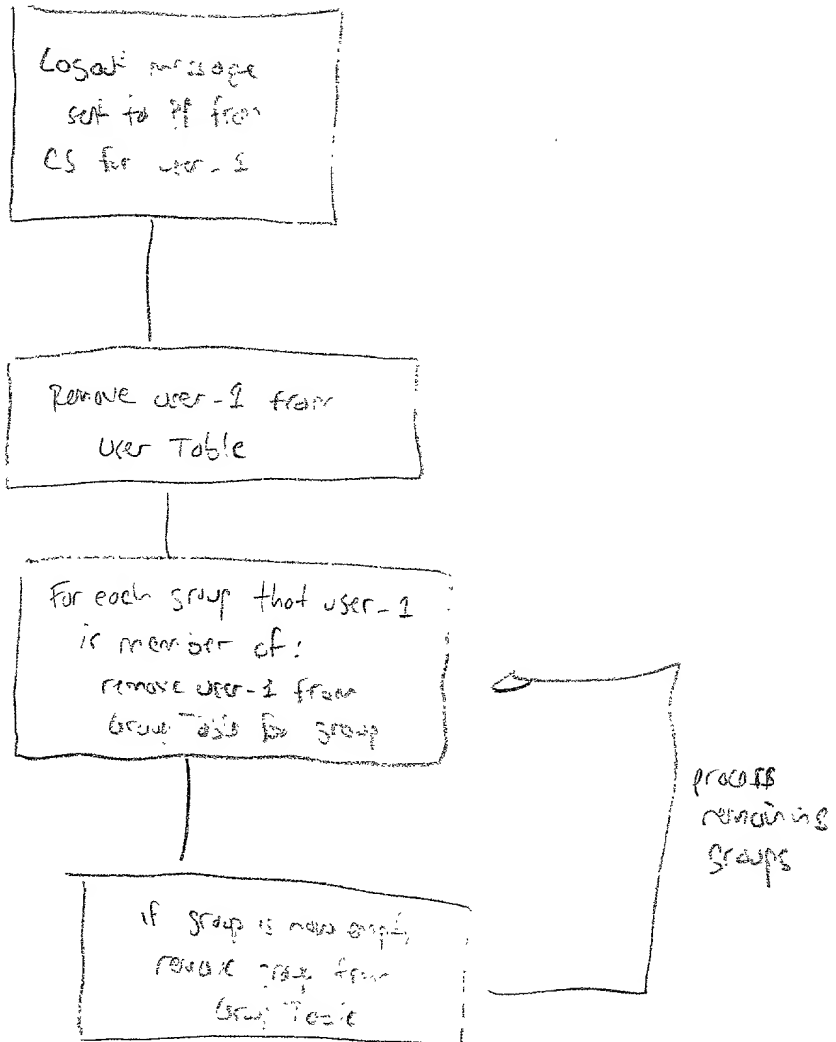 Logout message
sent to from
CS for user-1
Remove user-1 from
User Table
For each group that user-1
is member of:
remove user-1 from
Group Table for group
process
remaining
groups
if group is now empty,
remove group from
Group Table